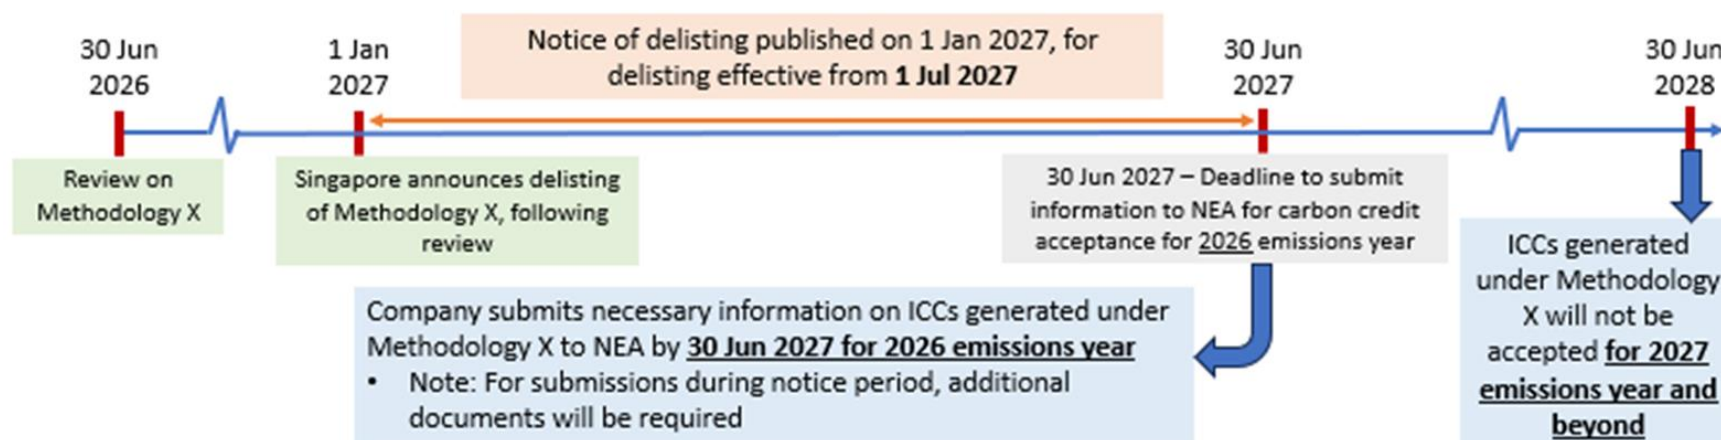 30 Jun
2026
1 Jan
2027
Notice of delisting published on 1 Jan 2027, for
delisting effective from 1 Jul 2027
30 Jun
2027
30 Jun
2028
Review on
Methodology X
Singapore announces delisting
of Methodology X, following
review
30 Jun 2027 – Deadline to submit
information to NEA for carbon credit
acceptance for 2026 emissions year
Company submits necessary information on ICCs generated under
Methodology X to NEA by 30 Jun 2027 for 2026 emissions year
• Note: For submissions during notice period, additional
documents will be required
ICCs generated
under Methodology
X will not be
accepted for 2027
emissions year and
beyond